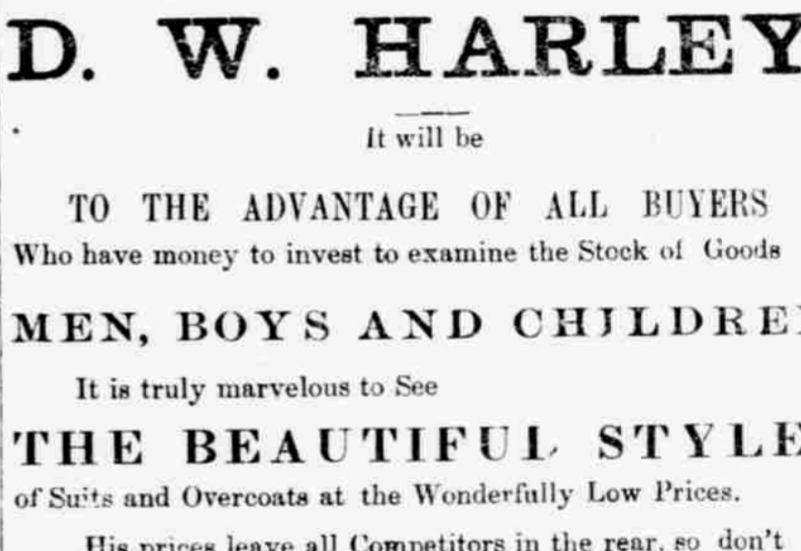 D. W. HARLEY
It will be
TO THE ADVANTAGE OF ALL BUYERS
Who have money to invest to examine the Stock of Goods
MEN, BOYS AND CHILDRE
It is truly marvelous to See
THE BEAUTIFUL STYLE
of Suits and Overcoats at the Wonderfully Low Prices.
His prices leave all Competitors in the rear, so don't